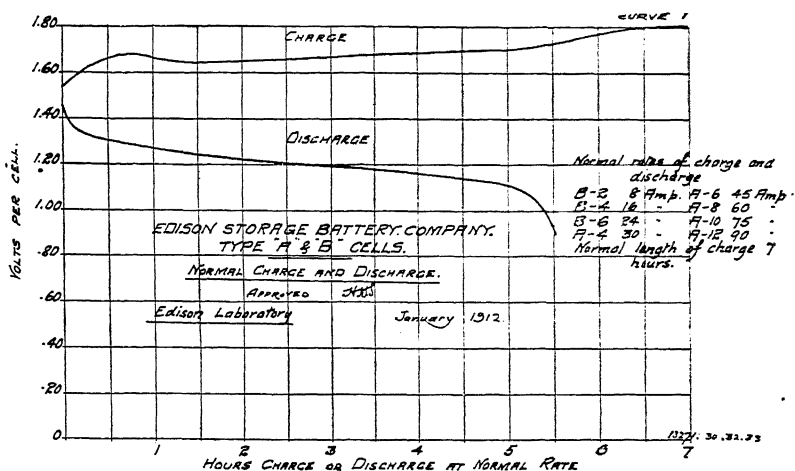 CURVE 1
CHARGE
DISCHARGE
VOLTS PER CELL.
1.80
1.60
1.40
1.20
1.00
.80
.60
.40
.20
0
Normal rates of charge and
discharge
B-2 8 Amp. A-6 45 Amp.
B-4 16 " A-8 60 "
B-6 24 " A-10 75 "
A-4 30 " A-12 90 "
Normal length of charge 7
hours.
EDISON STORAGE BATTERY COMPANY.
TYPE "A" & "B" CELLS.
NORMAL CHARGE AND DISCHARGE.
APPROVED
Edison Laboratory January 1912.
1 2 3 4 5 6 7
HOURS CHARGE OR DISCHARGE AT NORMAL RATE